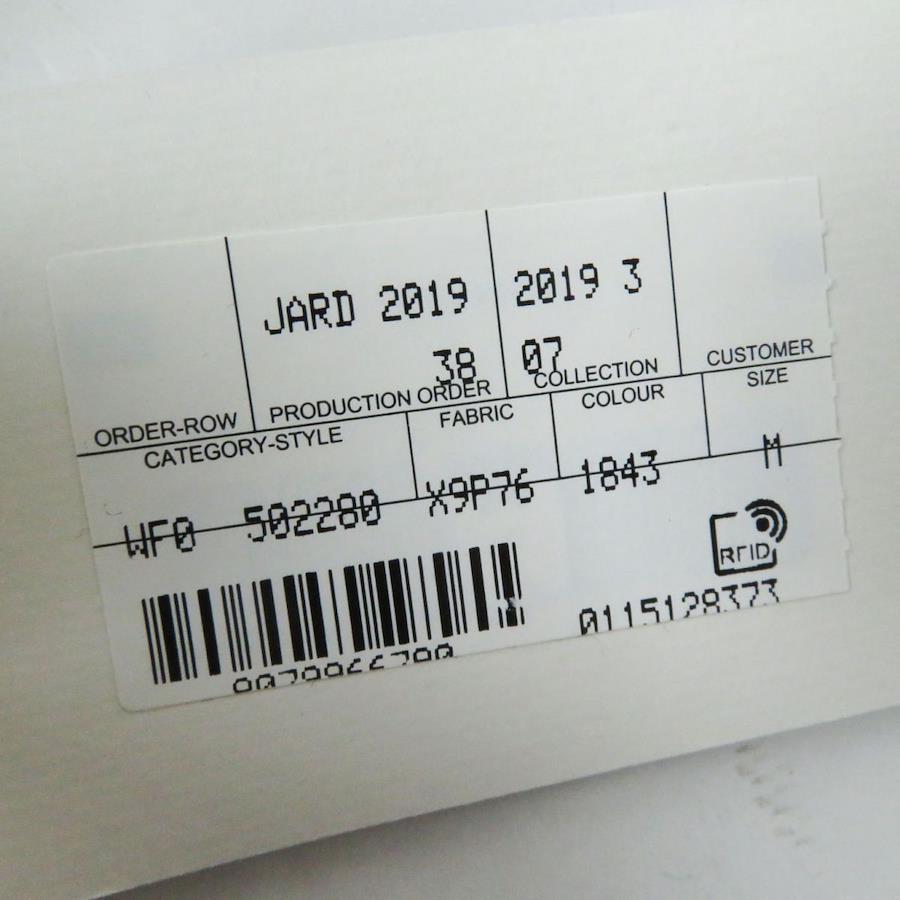 JARD 2019 2019 3
38 07
ORDER-ROW PRODUCTION ORDER COLLECTION CUSTOMER
CATEGORY-STYLE FABRIC COLOUR SIZE
WF0 502280 X9P76 1843 M
RFID
0115128373